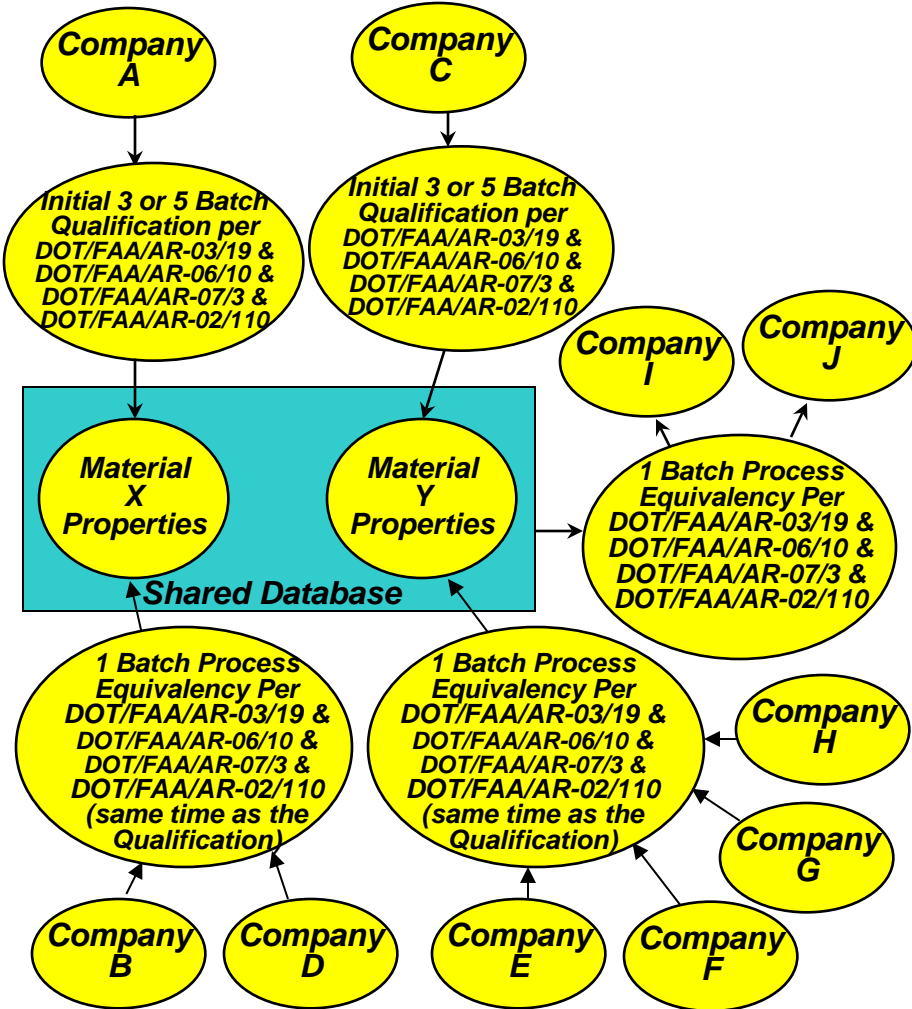 Company
A
Company
C
Initial 3 or 5 Batch
Qualification per
DOT/FAA/AR-03/19 &
DOT/FAA/AR-06/10 &
DOT/FAA/AR-07/3 &
DOT/FAA/AR-02/110
Initial 3 or 5 Batch
Qualification per
DOT/FAA/AR-03/19 &
DOT/FAA/AR-06/10 &
DOT/FAA/AR-07/3 &
DOT/FAA/AR-02/110
Company
I
Company
J
Material
X
Properties
Material
Y
Properties
Shared Database
1 Batch Process
Equivalency Per
DOT/FAA/AR-03/19 &
DOT/FAA/AR-06/10 &
DOT/FAA/AR-07/3 &
DOT/FAA/AR-02/110
1 Batch Process
Equivalency Per
DOT/FAA/AR-03/19 &
DOT/FAA/AR-06/10 &
DOT/FAA/AR-07/3 &
DOT/FAA/AR-02/110
(same time as the
Qualification)
1 Batch Process
Equivalency Per
DOT/FAA/AR-03/19 &
DOT/FAA/AR-06/10 &
DOT/FAA/AR-07/3 &
DOT/FAA/AR-02/110
(same time as the
Qualification)
Company
H
Company
G
Company
B
Company
D
Company
E
Company
F